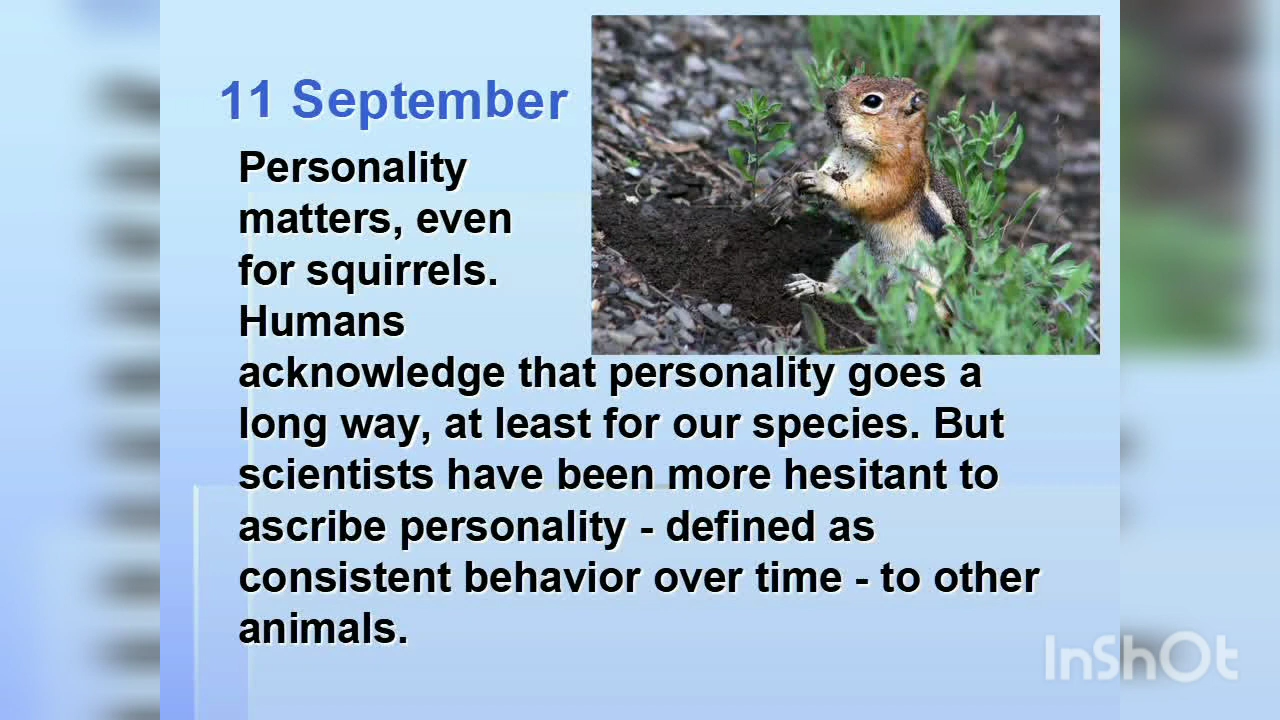 11 September
Personality
matters, even
for squirrels.
Humans
acknowledge that personality goes a
long way, at least for our species. But
scientists have been more hesitant to
ascribe personality - defined as
consistent behavior over time - to other
animals.
InShOt